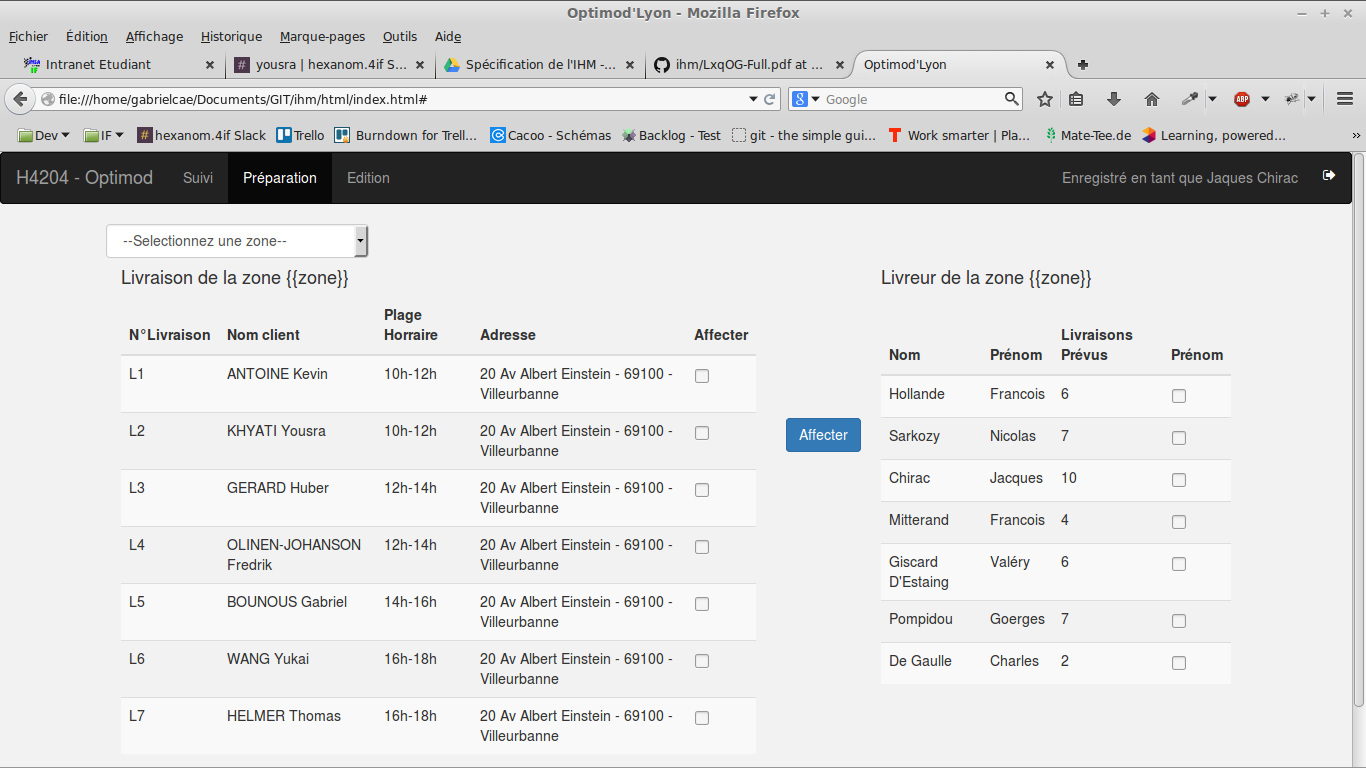 Optimod'Lyon - Mozilla Firefox
Fichier Édition Affichage Historique Marque-pages Outils Aide
Intranet Etudiant
yousra | hexanom.4if S...
Spécification de l'IHM -...
ihm/LxqOG-Full.pdf at ...
Optimod'Lyon
file:///home/gabrielcae/Documents/GIT/ihm/html/index.html#
Google
ABP
Dev IF hexanom.4if Slack Trello Burndown for Trell... Cacoo - Schémas Backlog - Test git - the simple gui... Work smarter | Pla... Mate-Tee.de Learning, powered... »
H4204 - Optimod Suivi Préparation Edition Enregistré en tant que Jaques Chirac
--Selectionnez une zone--
Livraison de la zone {{zone}}
N°Livraison Nom client Plage Horraire Adresse Affecter
L1 ANTOINE Kevin 10h-12h 20 Av Albert Einstein - 69100 -
Villeurbanne
L2 KHYATI Yousra 10h-12h 20 Av Albert Einstein - 69100 -
Villeurbanne
L3 GERARD Huber 12h-14h 20 Av Albert Einstein - 69100 -
Villeurbanne
L4 OLINEN-JOHANSON 12h-14h 20 Av Albert Einstein - 69100 -
Fredrik Villeurbanne
L5 BOUNOUS Gabriel 14h-16h 20 Av Albert Einstein - 69100 -
Villeurbanne
L6 WANG Yukai 16h-18h 20 Av Albert Einstein - 69100 -
Villeurbanne
L7 HELMER Thomas 16h-18h 20 Av Albert Einstein - 69100 -
Villeurbanne
Affecter
Livreur de la zone {{zone}}
Nom Prénom Livraisons Prévus Prénom
Hollande Francois 6
Sarkozy Nicolas 7
Chirac Jacques 10
Mitterand Francois 4
Giscard Valéry 6
D'Estaing
Pompidou Goerges 7
De Gaulle Charles 2